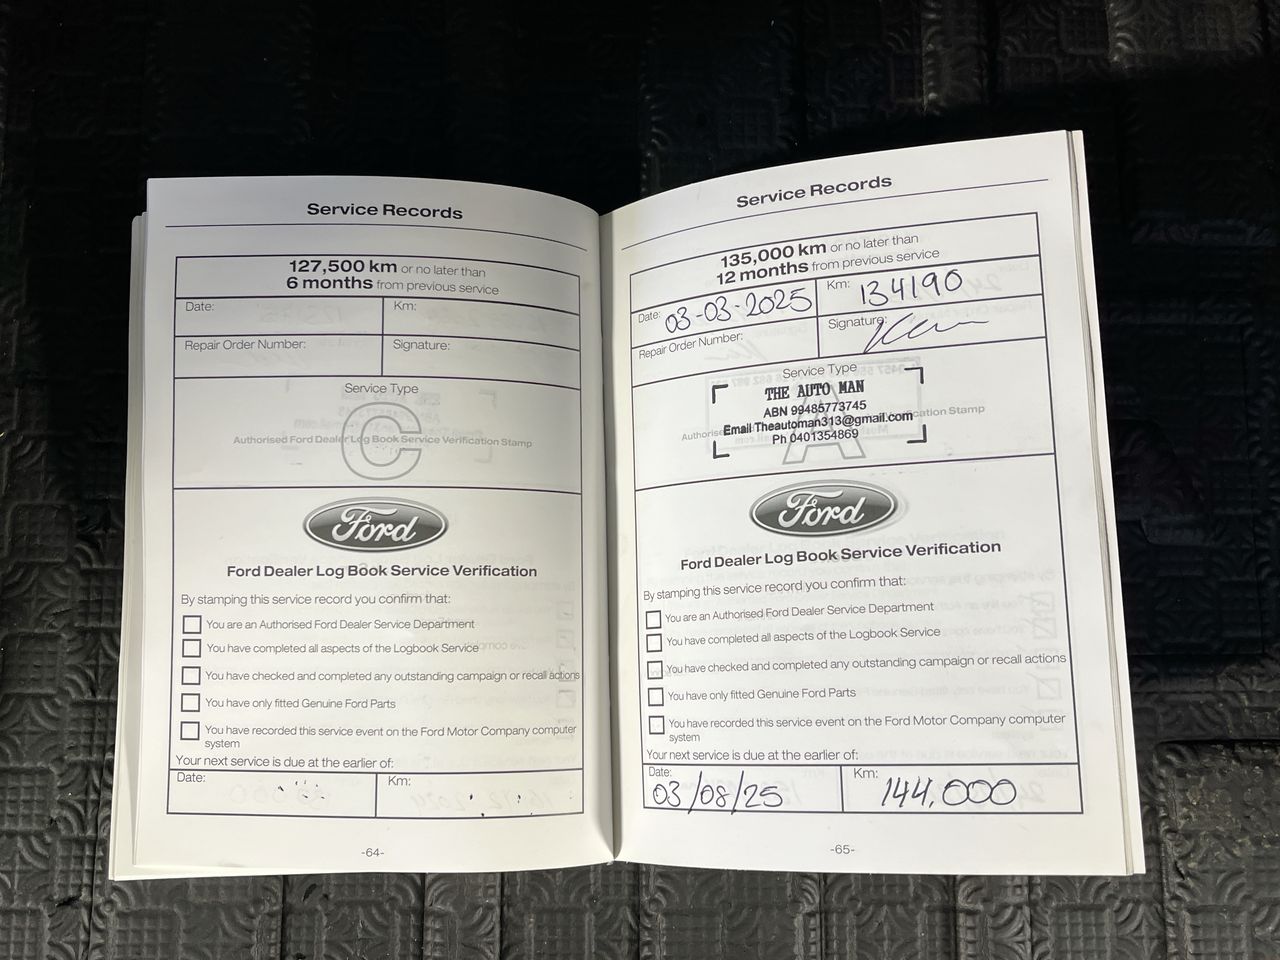 Service Records
127,500 km or no later than
6 months from previous service
Date:
Km:
Repair Order Number:
Signature:
Service Type
C
Authorised Ford Dealer Log Book Service Verification Stamp
Ford
Ford Dealer Log Book Service Verification
By stamping this service record you confirm that:
You are an Authorised Ford Dealer Service Department
You have completed all aspects of the Logbook Service
You have checked and completed any outstanding campaign or recall actions
You have only fitted Genuine Ford Parts
You have recorded this service event on the Ford Motor Company computer
system
Your next service is due at the earlier of:
Date:
Km:
-64-
Service Records
135,000 km or no later than
12 months from previous service
Date: 03-03-2025
Km: 134190
Repair Order Number:
Signature:
Service Type
THE AUTO MAN
ABN 99485773745
Email Theautoman313@gmail.com
Ph 0401354869
A
Ford
Ford Dealer Log Book Service Verification
By stamping this service record you confirm that:
You are an Authorised Ford Dealer Service Department
You have completed all aspects of the Logbook Service
You have checked and completed any outstanding campaign or recall actions
You have only fitted Genuine Ford Parts
You have recorded this service event on the Ford Motor Company computer
system
Your next service is due at the earlier of:
Date: 03/08/25
Km: 144,000
-65-